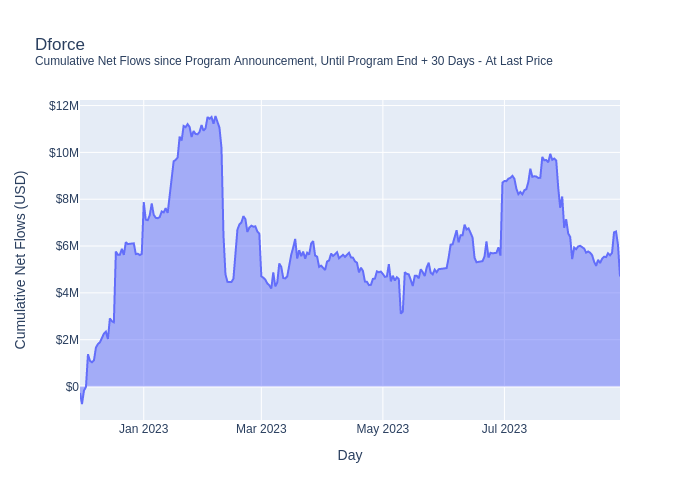 Dforce
Cumulative Net Flows since Program Announcement, Until Program End + 30 Days - At Last Price
$12M
$10M
$8M
$6M
$4M
$2M
$0
Cumulative Net Flows (USD)
Jan 2023
Mar 2023
May 2023
Jul 2023
Day